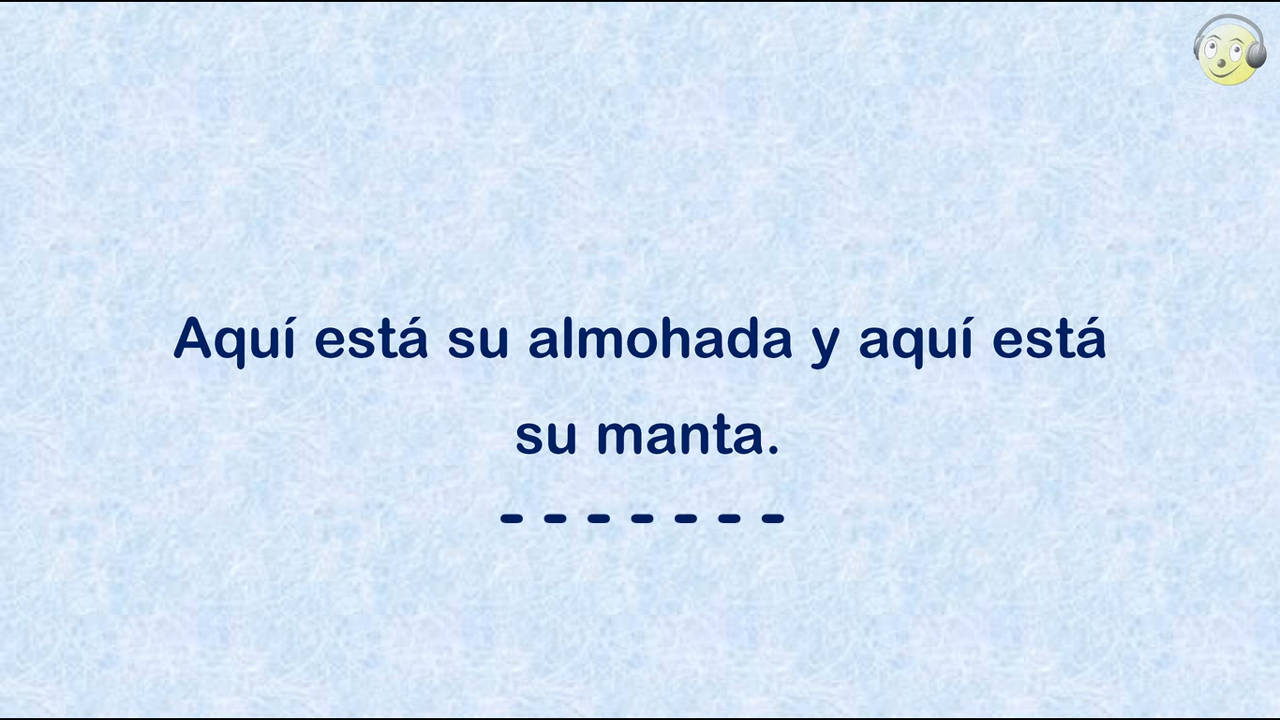 Aquí está su almohada y aquí está
su manta.
- - - - - - -